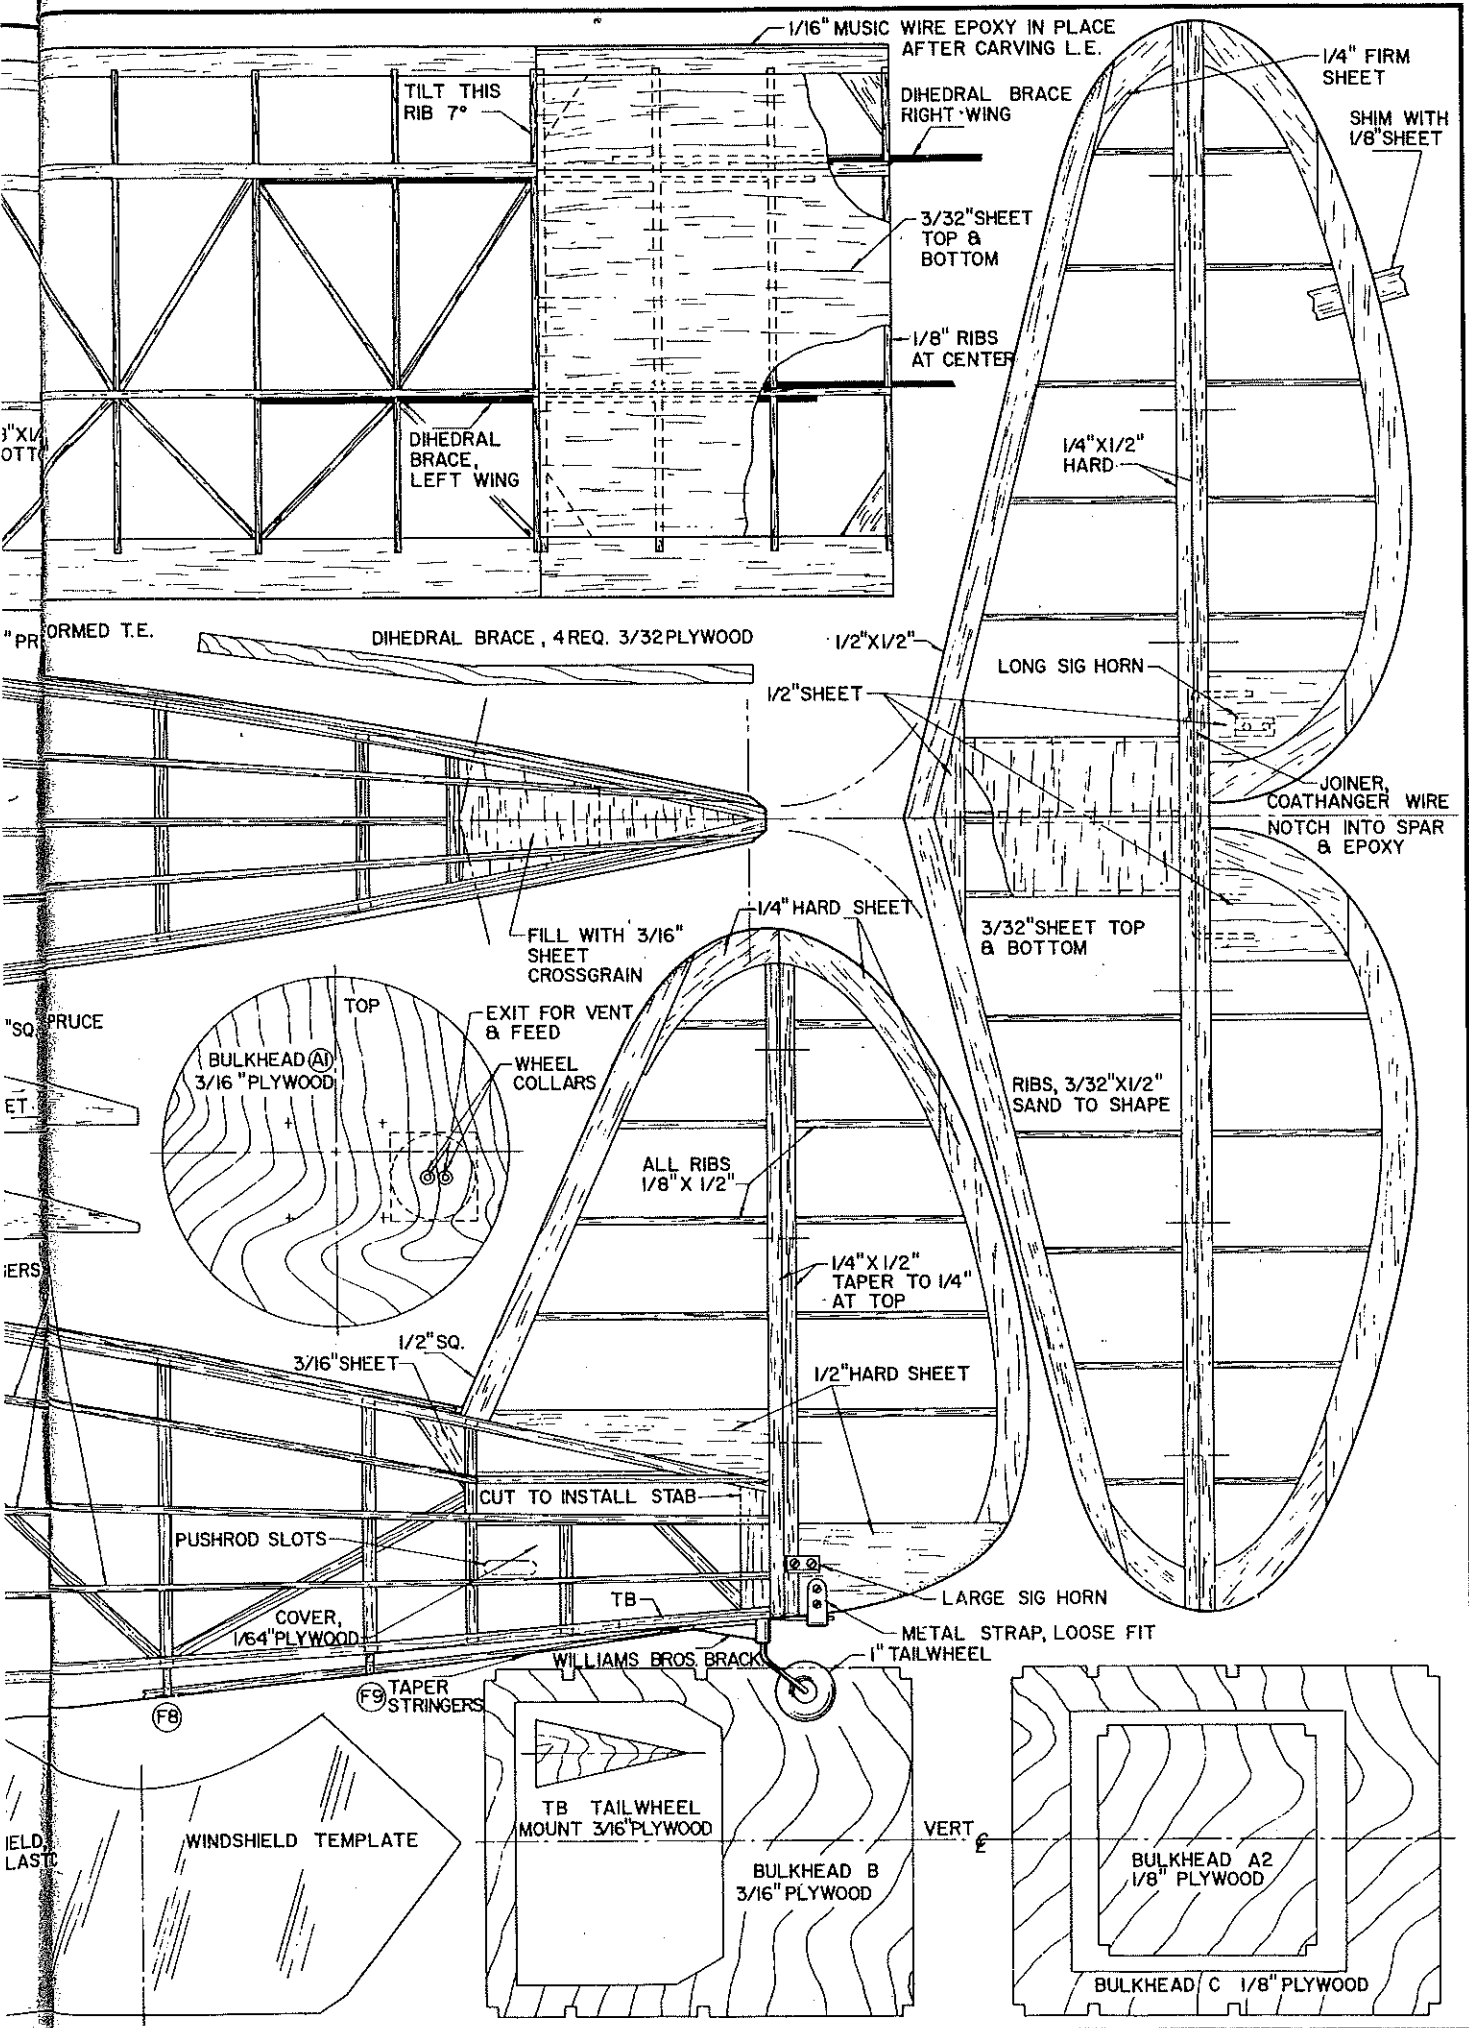 1/16" MUSIC WIRE EPOXY IN PLACE
AFTER CARVING L.E.
1/4" FIRM
SHEET
TILT THIS
RIB 7°
DIHEDRAL BRACE
RIGHT WING
SHIM WITH
1/8" SHEET
3/32" SHEET
TOP &
BOTTOM
1/8" RIBS
AT CENTER
DIHEDRAL
BRACE,
LEFT WING
1/4" X 1/2"
HARD
ORMED T.E.
DIHEDRAL BRACE, 4 REQ. 3/32 PLYWOOD
1/2" X 1/2"
LONG SIG HORN
1/2" SHEET
JOINER,
COATHANGER WIRE
NOTCH INTO SPAR
& EPOXY
1/4" HARD SHEET
FILL WITH 3/16"
SHEET
CROSSGRAIN
3/32" SHEET TOP
& BOTTOM
TOP
EXIT FOR VENT
& FEED
"SQ
PRUCE
BULKHEAD A1
3/16" PLYWOOD
WHEEL
COLLARS
ET
RIBS, 3/32" X 1/2"
SAND TO SHAPE
ALL RIBS
1/8" X 1/2"
1/4" X 1/2"
TAPER TO 1/4"
AT TOP
1/2" SQ.
3/16" SHEET
1/2" HARD SHEET
CUT TO INSTALL STAB
PUSHROD SLOTS
COVER,
1/64" PLYWOOD
TB
LARGE SIG HORN
METAL STRAP, LOOSE FIT
1" TAILWHEEL
WILLIAMS BROS. BRACK.
F8
F9
TAPER
STRINGERS
WINDSHIELD TEMPLATE
TB TAILWHEEL
MOUNT 3/16" PLYWOOD
BULKHEAD B
3/16" PLYWOOD
VERT ℄
BULKHEAD A2
1/8" PLYWOOD
BULKHEAD C 1/8" PLYWOOD